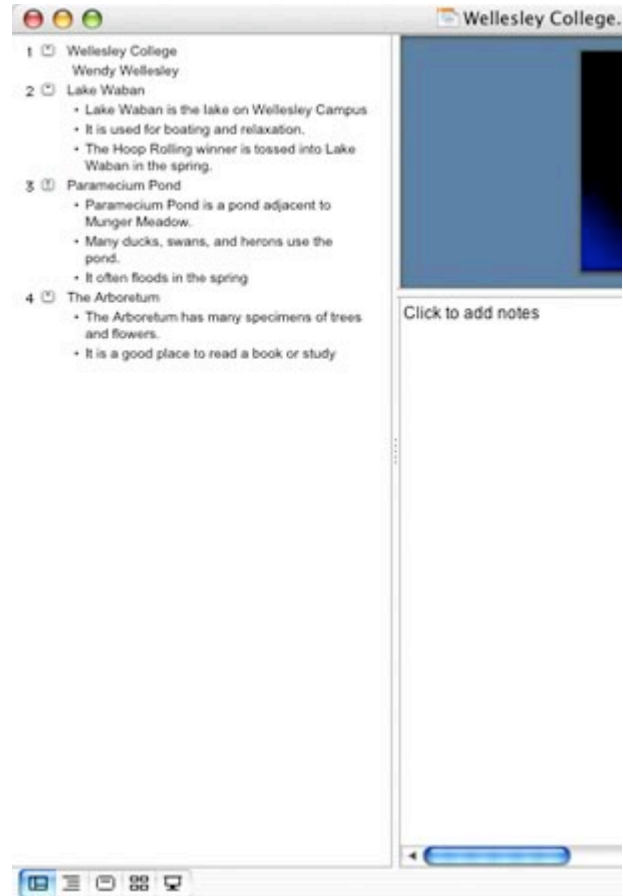 Wellesley College.
1 Wellesley College
Wendy Wellesley
2 Lake Waban
• Lake Waban is the lake on Wellesley Campus
• It is used for boating and relaxation.
• The Hoop Rolling winner is tossed into Lake
Waban in the spring.
3 Paramecium Pond
• Paramecium Pond is a pond adjacent to
Munger Meadow.
• Many ducks, swans, and herons use the
pond.
• It often floods in the spring
4 The Arboretum
• The Arboretum has many specimens of trees
and flowers.
• It is a good place to read a book or study
Click to add notes